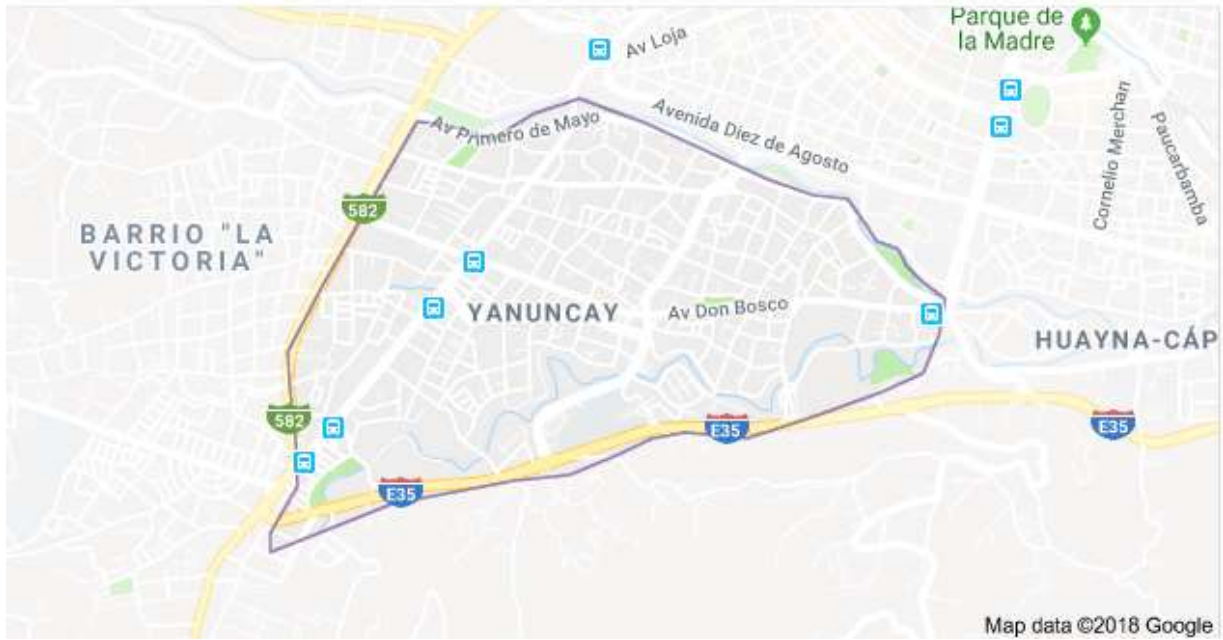 Parque de
la Madre
Av Loja
Avenida Diez de Agosto
Av Primero de Mayo
Cornelio Merchan
Paucarbamba
582
BARRIO "LA
VICTORIA"
YANUNCAY
Av Don Bosco
HUAYNA-CÁP
582
E35
E35
E35
Map data ©2018 Google